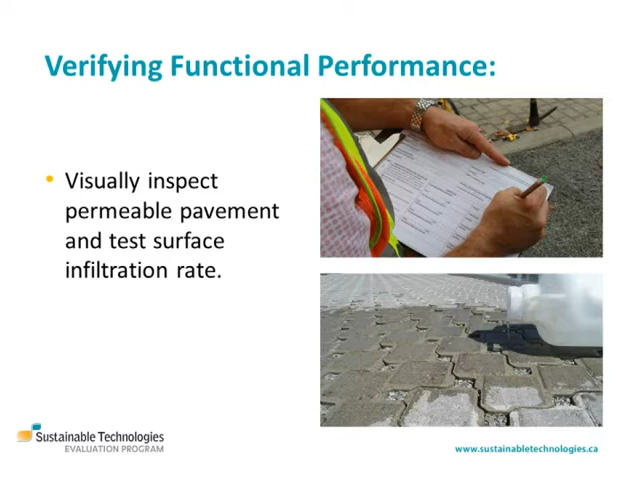 Verifying Functional Performance:
• Visually inspect
permeable pavement
and test surface
infiltration rate.
Sustainable Technologies
EVALUATION PROGRAM
www.sustainabletechnologies.ca